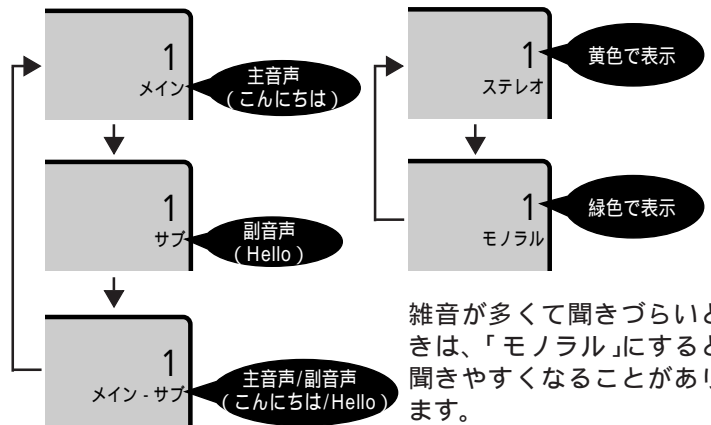 1
メイン
主音声
(こんにちは)
1
サブ
副音声
(Hello)
1
メイン - サブ
主音声/副音声
(こんにちは/Hello)
1
ステレオ
黄色で表示
1
モノラル
緑色で表示
雑音が多くて聞きづらいと
きは、「モノラル」にすると
聞きやすくなることがあり
ます。